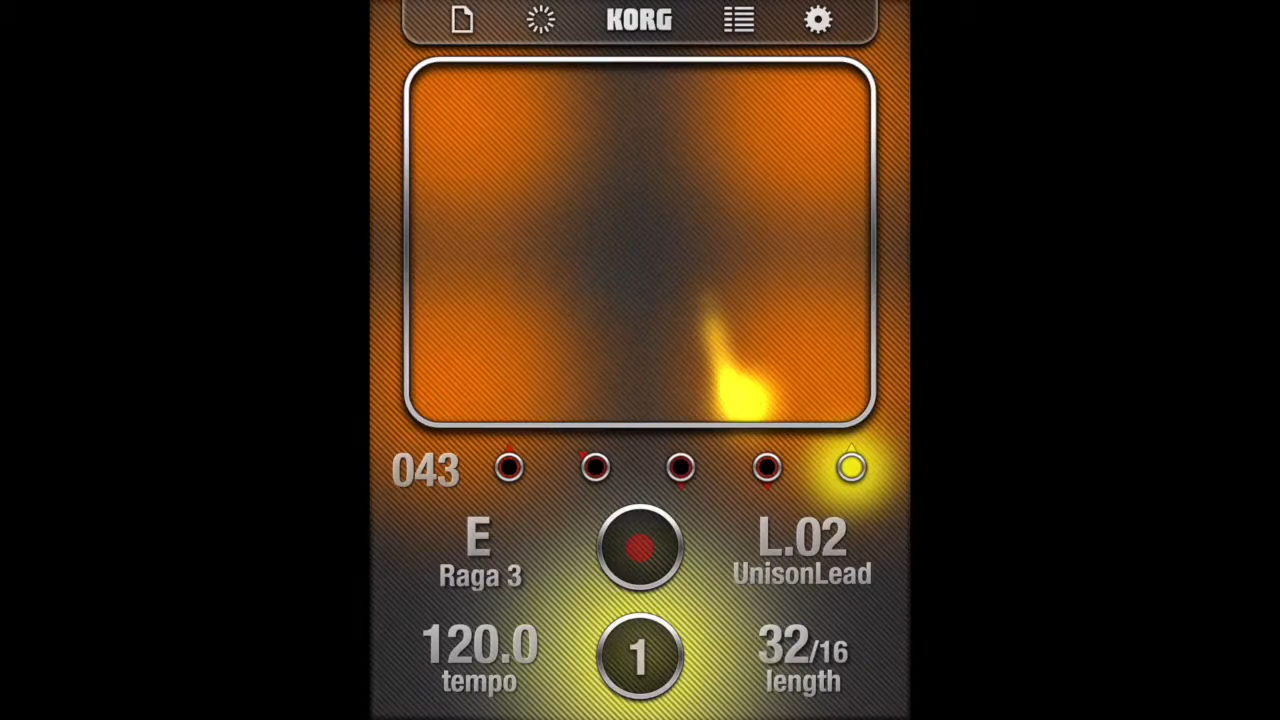 KORG
043
E
Raga 3
L.02
UnisonLead
120.0
tempo
1
32/16
length